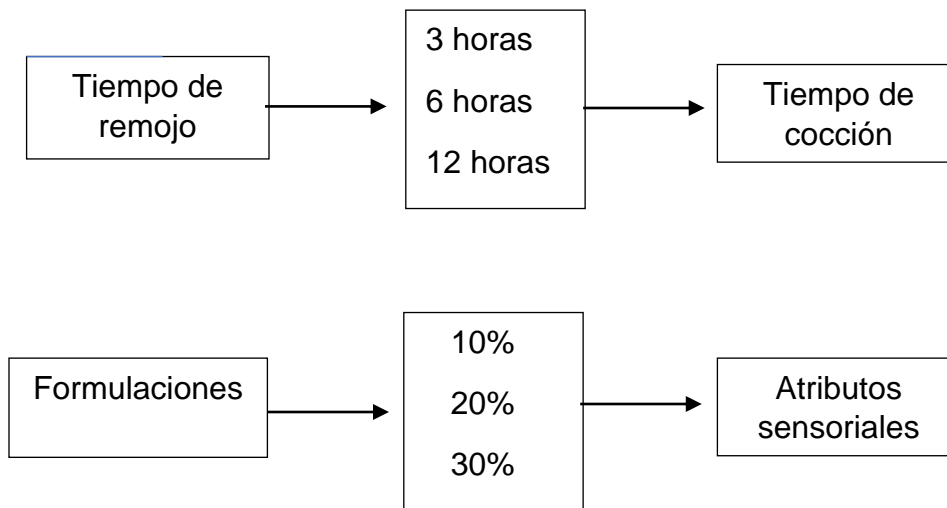 Tiempo de
remojo
3 horas
6 horas
12 horas
Tiempo de
cocción
Formulaciones
10%
20%
30%
Atributos
sensoriales